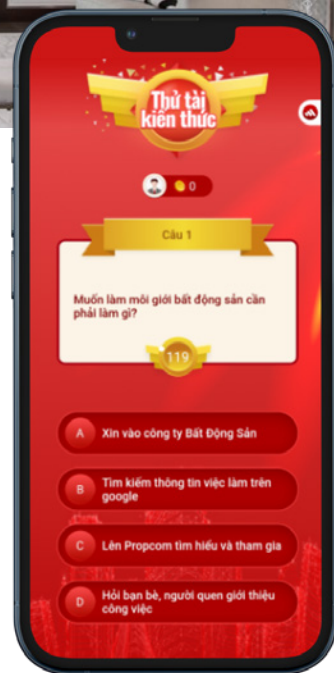 Thử tài
kiến thức
0
Câu 1
Muốn làm môi giới bất động sản cần
phải làm gì?
119
A Xin vào công ty Bất Động Sản
B Tìm kiếm thông tin việc làm trên
google
C Lên Propcom tìm hiểu và tham gia
D Hỏi bạn bè, người quen giới thiệu
công việc